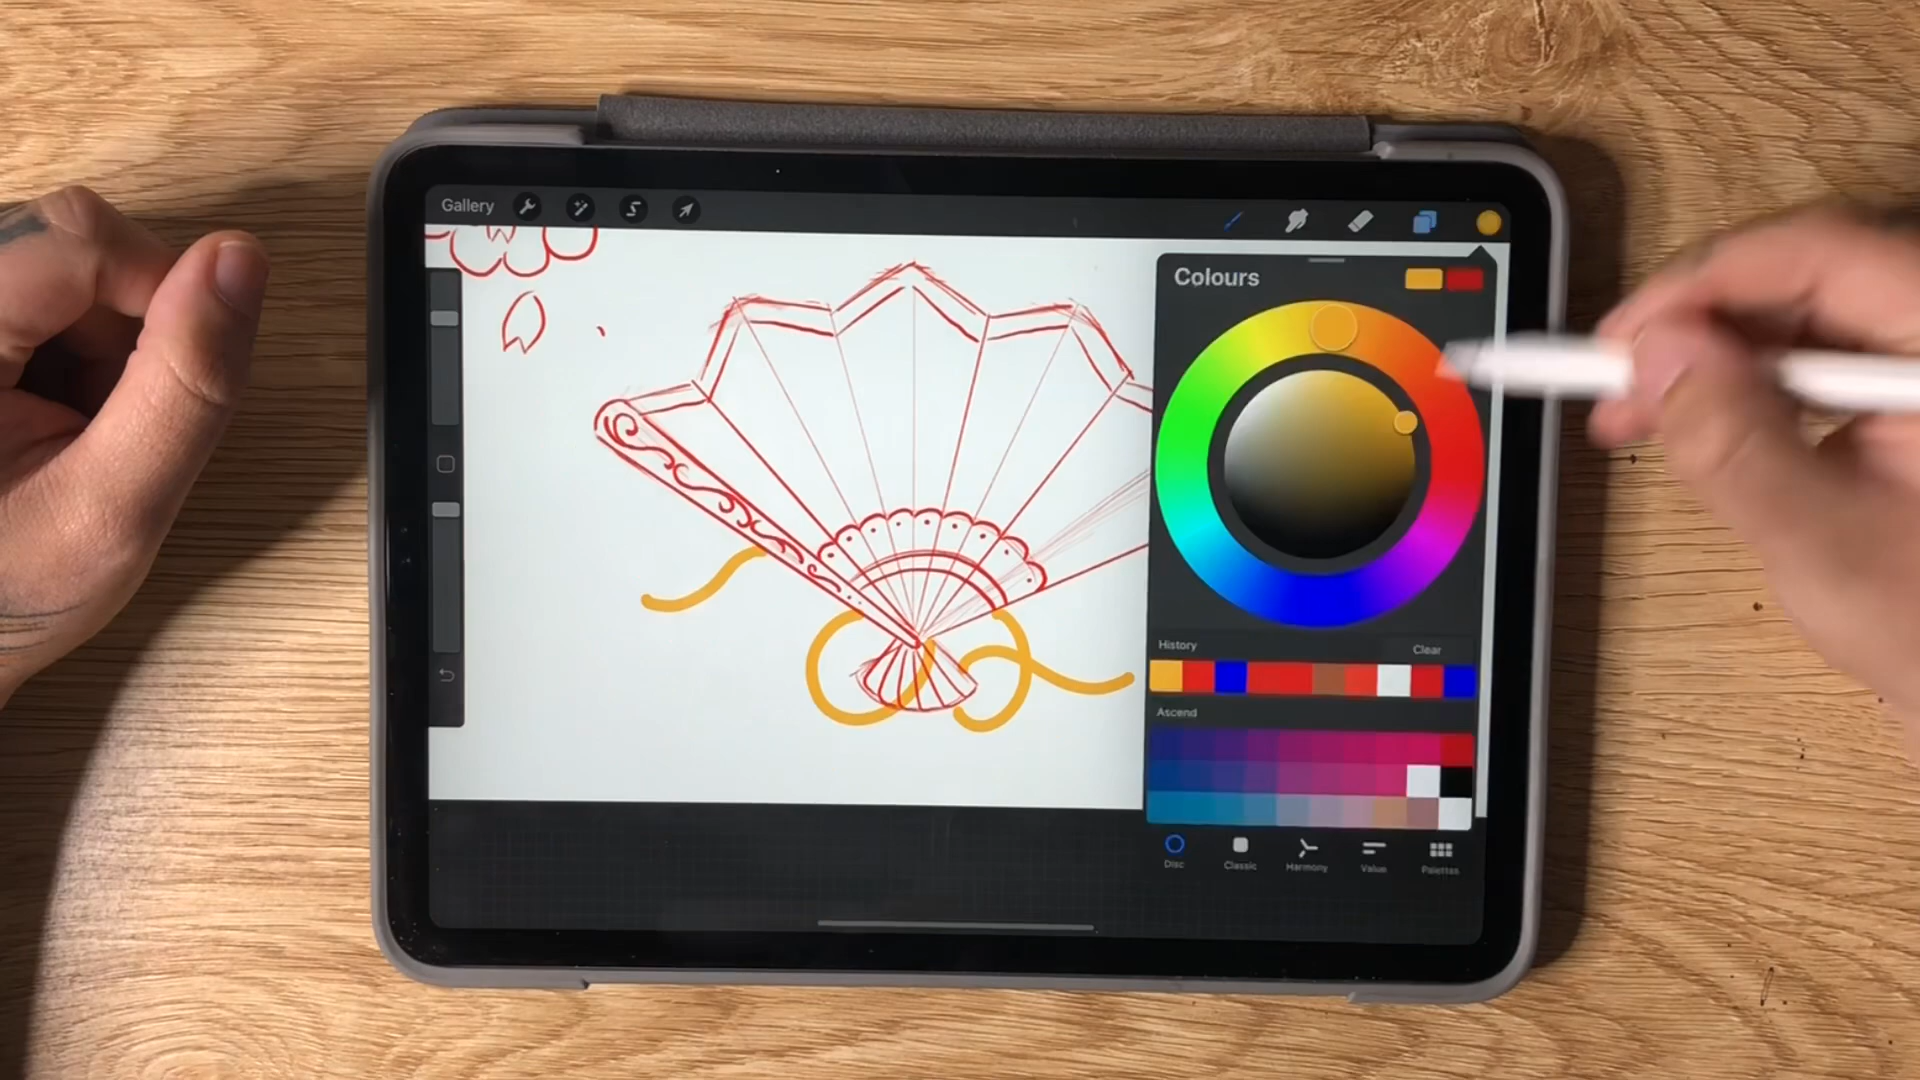 Gallery
Colours
History
Clear
Ascend
Disc
Classic
Harmony
Value
Palettes